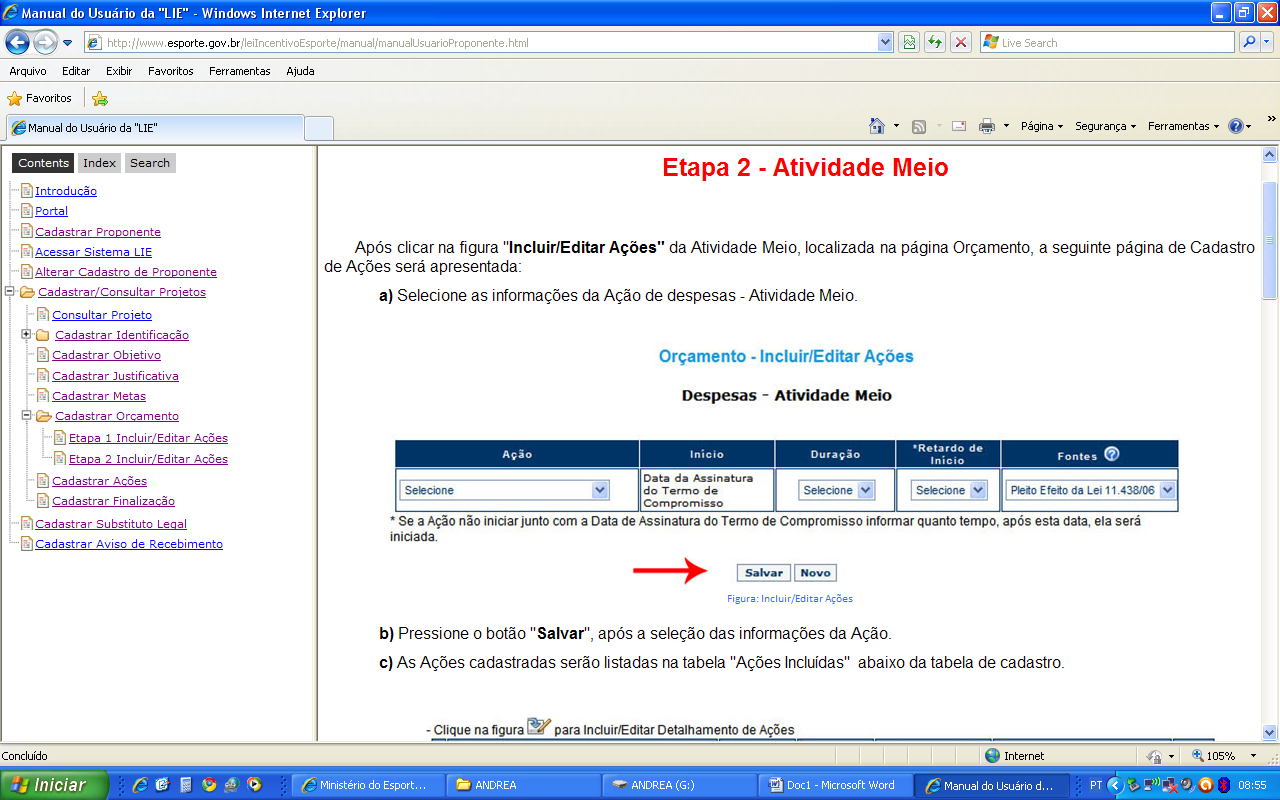 Manual do Usuário da "LIE" - Windows Internet Explorer
http://www.esporte.gov.br/leiIncentivoEsporte/manual/manualUsuarioProponente.html
Live Search
Arquivo Editar Exibir Favoritos Ferramentas Ajuda
Favoritos
Manual do Usuário da "LIE"
Página Segurança Ferramentas
Contents Index Search
Introdução
Portal
Cadastrar Proponente
Acessar Sistema LIE
Alterar Cadastro de Proponente
Cadastrar/Consultar Projetos
Consultar Projeto
Cadastrar Identificação
Cadastrar Objetivo
Cadastrar Justificativa
Cadastrar Metas
Cadastrar Orçamento
Etapa 1 Incluir/Editar Ações
Etapa 2 Incluir/Editar Ações
Cadastrar Ações
Cadastrar Finalização
Cadastrar Substituto Legal
Cadastrar Aviso de Recebimento
Etapa 2 - Atividade Meio
Após clicar na figura "Incluir/Editar Ações" da Atividade Meio, localizada na página Orçamento, a seguinte página de Cadastro
de Ações será apresentada:
a) Selecione as informações da Ação de despesas - Atividade Meio.
Orçamento - Incluir/Editar Ações
Despesas - Atividade Meio
Ação Início Duração *Retardo de Início Fontes
Selecione
Data da Assinatura
do Termo de
Compromisso
Selecione
Selecione
Pleito Efeito da Lei 11.438/06
* Se a Ação não iniciar junto com a Data de Assinatura do Termo de Compromisso informar quanto tempo, após esta data, ela será
iniciada.
Salvar Novo
Figura: Incluir/Editar Ações
b) Pressione o botão "Salvar", após a seleção das informações da Ação.
c) As Ações cadastradas serão listadas na tabela "Ações Incluídas" abaixo da tabela de cadastro.
- Clique na figura para Incluir/Editar Detalhamento de Ações
Concluído
Internet
105%
Iniciar
Ministério do Esport...
ANDREA
ANDREA (G:)
Doc1 - Microsoft Word
Manual do Usuário d...
PT
08:55